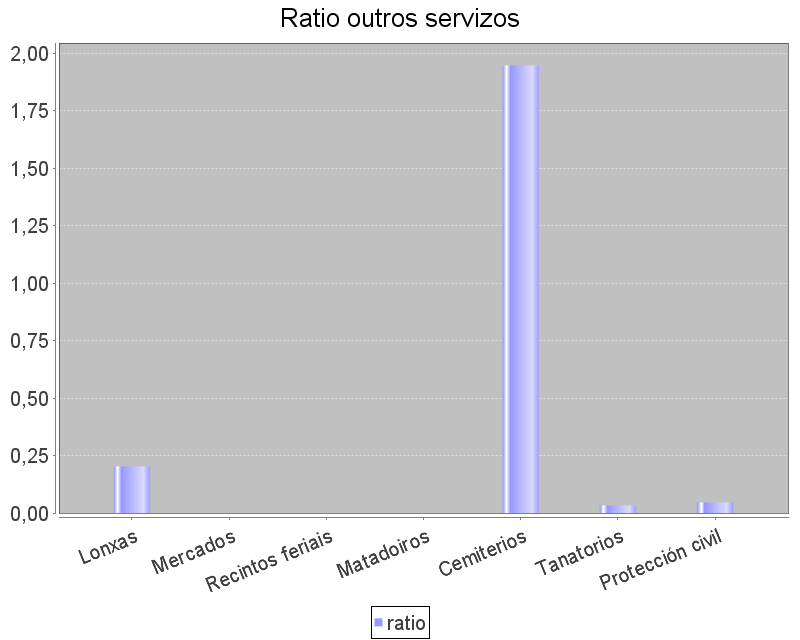 Ratio outros servizos
2,00
1,75
1,50
1,25
1,00
0,75
0,50
0,25
0,00
Lonxas
Mercados
Recintos feriais
Matadoiros
Cemiterios
Tanatorios
Protección civil
ratio